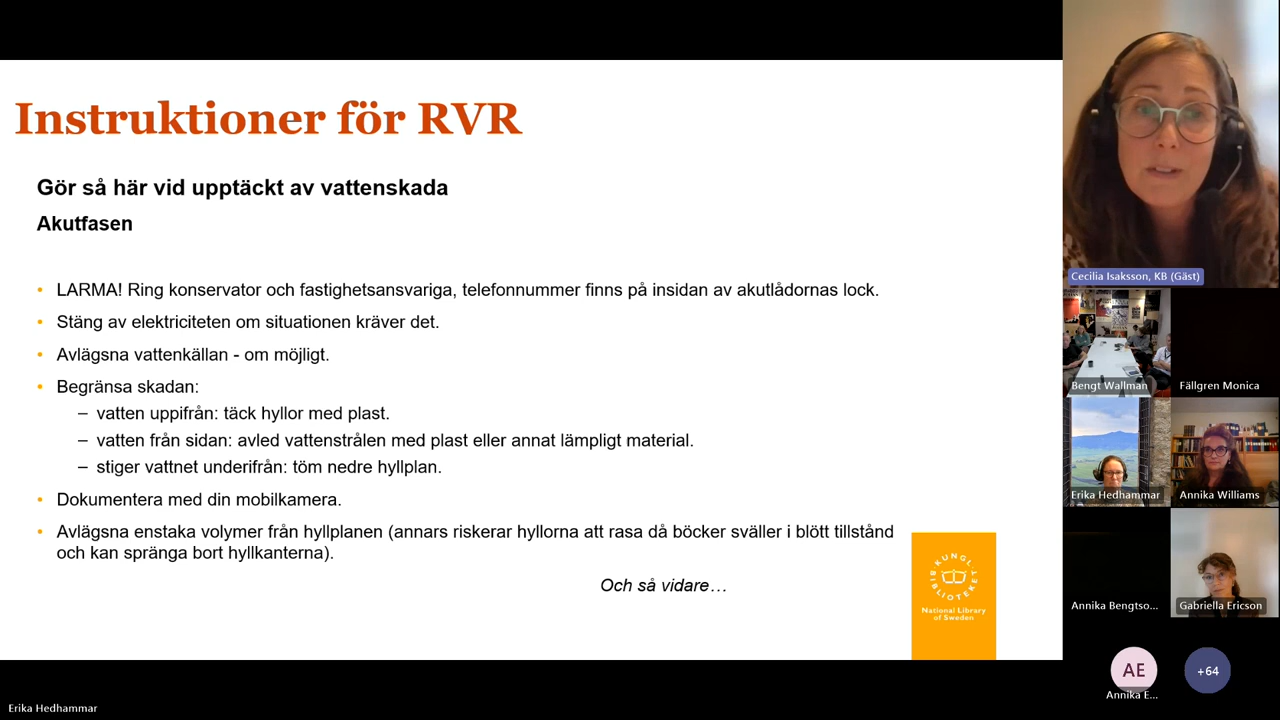 Instruktioner för RVR
Gör så här vid upptäckt av vattenskada
Akutfasen
• LARMA! Ring konservator och fastighetsansvariga, telefonnummer finns på insidan av akutlådornas lock.
• Stäng av elektriciteten om situationen kräver det.
• Avlägsna vattenkällan - om möjligt.
• Begränsa skadan:
– vatten uppifrån: täck hyllor med plast.
– vatten från sidan: avled vattenstrålen med plast eller annat lämpligt material.
– stiger vattnet underifrån: töm nedre hyllplan.
• Dokumentera med din mobilkamera.
• Avlägsna enstaka volymer från hyllplanen (annars riskerar hyllorna att rasa då böcker sväller i blött tillstånd
och kan spränga bort hyllkanterna).
Och så vidare…
KUNGL.
BIBLIOTEKET
National Library
of Sweden
Cecilia Isaksson, KB (Gäst)
Bengt Wallman
Fällgren Monica
Erika Hedhammar
Annika Williams
Annika Bengtso...
Gabriella Ericson
AE
+64
Annika E...
Erika Hedhammar